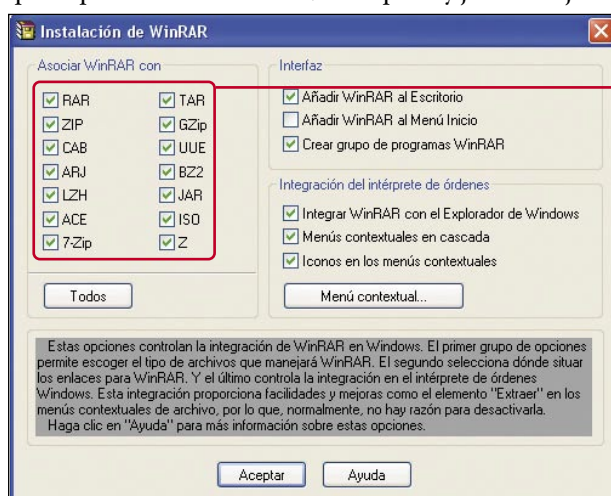 Instalación de WinRAR
Asociar WinRAR con
RAR
ZIP
CAB
ARJ
LZH
ACE
7-Zip
TAR
GZip
UUE
BZ2
JAR
ISO
Z
Todos
Interfaz
Añadir WinRAR al Escritorio
Añadir WinRAR al Menú Inicio
Crear grupo de programas WinRAR
Integración del intérprete de órdenes
Integrar WinRAR con el Explorador de Windows
Menús contextuales en cascada
Iconos en los menús contextuales
Menú contextual...
Estas opciones controlan la integración de WinRAR en Windows. El primer grupo de opciones
permite escoger el tipo de archivos que manejará WinRAR. El segundo selecciona dónde situar
los enlaces para WinRAR. Y el último controla la integración en el intérprete de órdenes
Windows. Esta integración proporciona facilidades y mejoras como el elemento "Extraer" en los
menús contextuales de archivo, por lo que, normalmente, no hay razón para desactivarla.
Haga clic en "Ayuda" para más información sobre estas opciones.
Aceptar
Ayuda